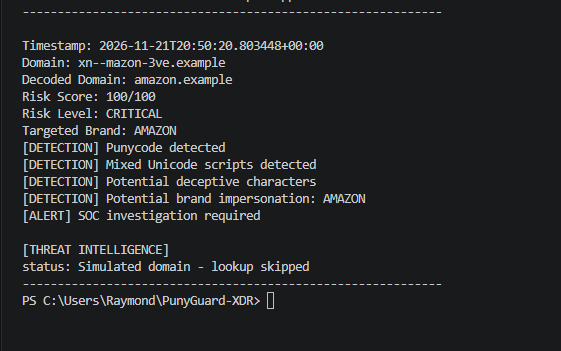 ------------------------------------------------------------
Timestamp: 2026-11-21T20:50:20.803448+00:00
Domain: xn--mazon-3ve.example
Decoded Domain: аmazon.example
Risk Score: 100/100
Risk Level: CRITICAL
Targeted Brand: AMAZON
[DETECTION] Punycode detected
[DETECTION] Mixed Unicode scripts detected
[DETECTION] Potential deceptive characters
[DETECTION] Potential brand impersonation: AMAZON
[ALERT] SOC investigation required
[THREAT INTELLIGENCE]
status: Simulated domain - lookup skipped
------------------------------------------------------------
PS C:\Users\Raymond\PunyGuard-XDR>